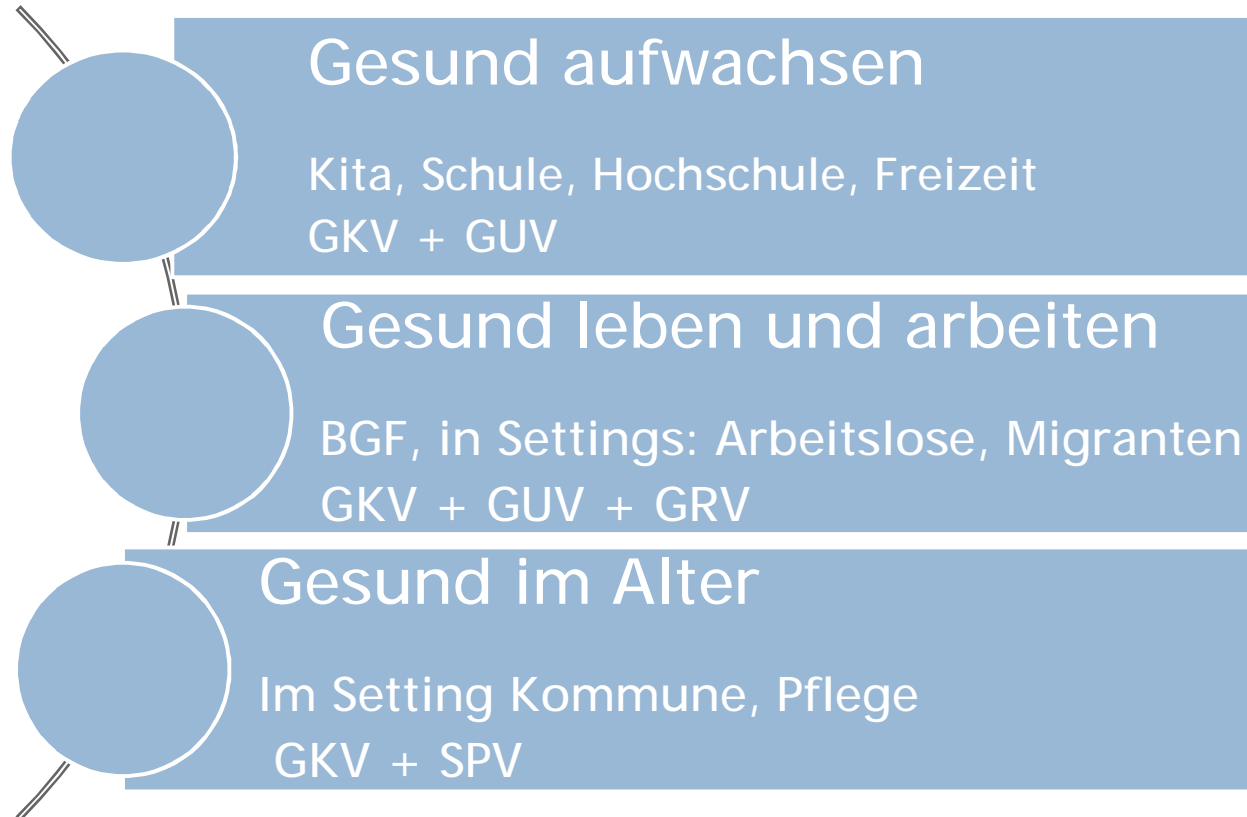 Gesund aufwachsen
Kita, Schule, Hochschule, Freizeit
GKV + GUV
Gesund leben und arbeiten
BGF, in Settings: Arbeitslose, Migranten
GKV + GUV + GRV
Gesund im Alter
Im Setting Kommune, Pflege
GKV + SPV